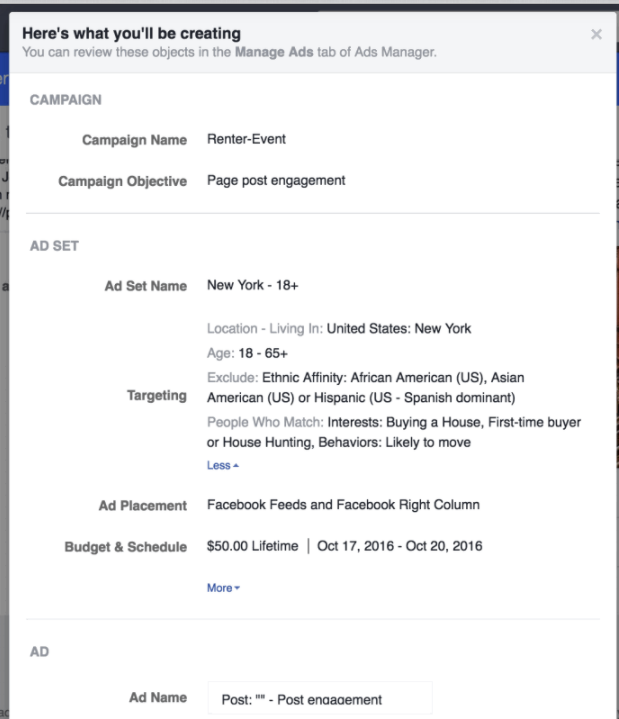 Here's what you'll be creating
You can review these objects in the Manage Ads tab of Ads Manager.
CAMPAIGN
Campaign Name Renter-Event
Campaign Objective Page post engagement
AD SET
Ad Set Name New York - 18+
Location - Living In: United States: New York
Age: 18 - 65+
Exclude: Ethnic Affinity: African American (US), Asian
Targeting American (US) or Hispanic (US - Spanish dominant)
People Who Match: Interests: Buying a House, First-time buyer
or House Hunting, Behaviors: Likely to move
Less
Ad Placement Facebook Feeds and Facebook Right Column
Budget & Schedule $50.00 Lifetime | Oct 17, 2016 - Oct 20, 2016
More
AD
Ad Name Post: "" - Post engagement